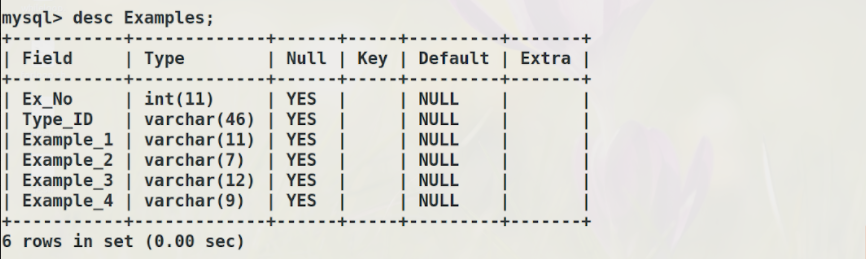 mysql> desc Examples;
+-----------+-------------+------+-----+---------+-------+
| Field     | Type        | Null | Key | Default | Extra |
+-----------+-------------+------+-----+---------+-------+
| Ex_No     | int(11)     | YES  |     | NULL    |       |
| Type_ID   | varchar(46) | YES  |     | NULL    |       |
| Example_1 | varchar(11) | YES  |     | NULL    |       |
| Example_2 | varchar(7)  | YES  |     | NULL    |       |
| Example_3 | varchar(12) | YES  |     | NULL    |       |
| Example_4 | varchar(9)  | YES  |     | NULL    |       |
+-----------+-------------+------+-----+---------+-------+
6 rows in set (0.00 sec)